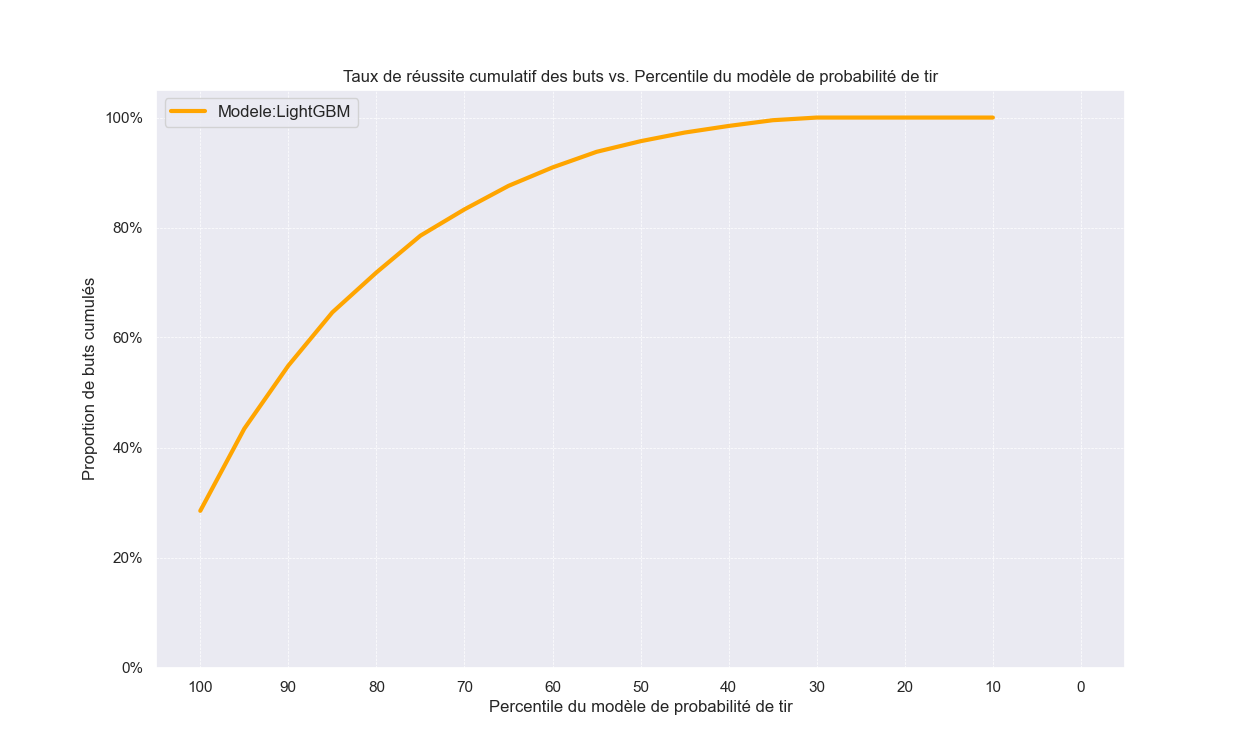 Taux de réussite cumulatif des buts vs. Percentile du modèle de probabilité de tir
Modele:LightGBM
Proportion de buts cumulés
100%
80%
60%
40%
20%
0%
100 90 80 70 60 50 40 30 20 10 0
Percentile du modèle de probabilité de tir